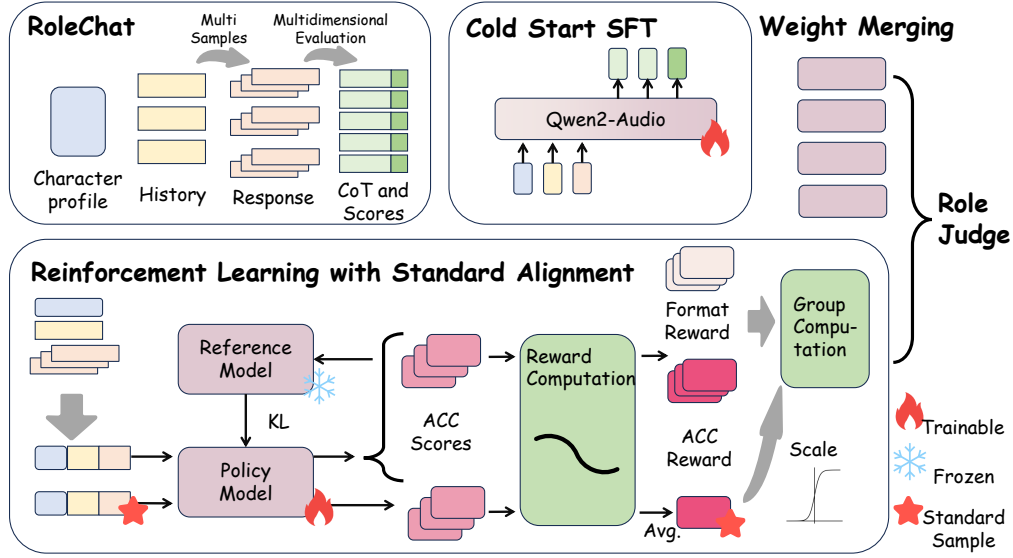 RoleChat
Multi
Samples
Multidimensional
Evaluation
Character
profile
History
Response
CoT and
Scores
Cold Start SFT
Qwen2-Audio
Weight Merging
Role
Judge
Reinforcement Learning with Standard Alignment
Reference
Model
KL
Policy
Model
ACC
Scores
Reward
Computation
Format
Reward
ACC
Reward
Avg.
Group
Compu-
tation
Scale
Trainable
Frozen
Standard
Sample